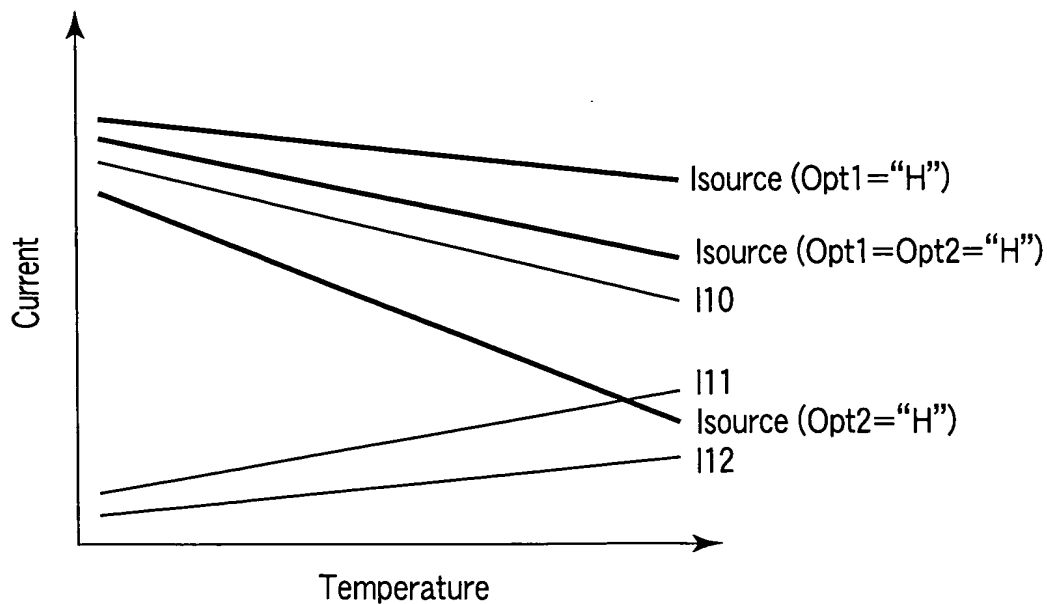 Isource (Opt1=“H”)
Isource (Opt1=Opt2=“H”)
I10
I11
Isource (Opt2=“H”)
I12
Current
Temperature